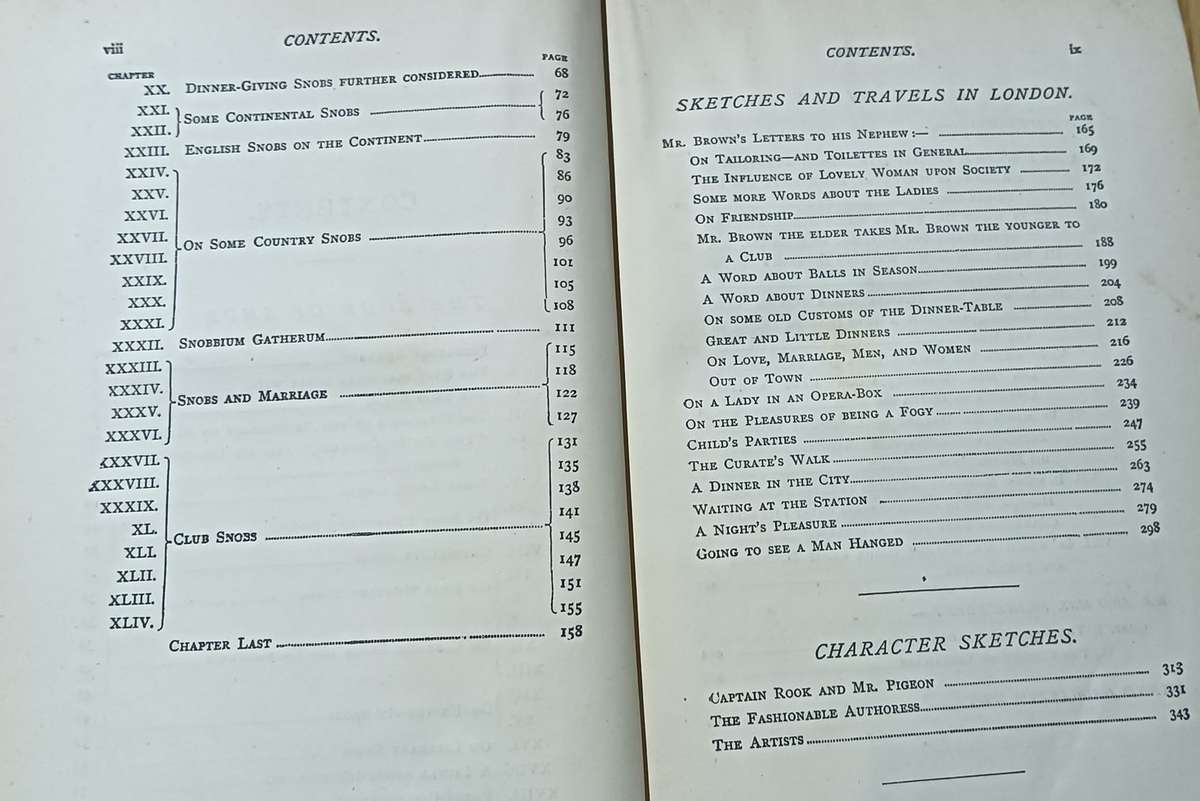 viii
CONTENTS.
CHAPTER PAGE
XX. DINNER-GIVING SNOBS FURTHER CONSIDERED 68
XXI. 72
SOME CONTINENTAL SNOBS
XXII. 76
XXIII. ENGLISH SNOBS ON THE CONTINENT 79
XXIV. 83
XXV. 86
XXVI. 90
XXVII. 93
ON SOME COUNTRY SNOBS
XXVIII. 96
XXIX. 101
XXX. 105
XXXI. 108
XXXII. SNOBBIUM GATHERUM 111
XXXIII. 115
XXXIV. 118
SNOBS AND MARRIAGE
XXXV. 122
XXXVI. 127
XXXVII. 131
XXXVIII. 135
XXXIX. 138
XL. 141
CLUB SNOBS
XLI. 145
XLII. 147
XLIII. 151
XLIV. 155
CHAPTER LAST 158
CONTENTS. ix
SKETCHES AND TRAVELS IN LONDON.
PAGE
MR. BROWN'S LETTERS TO HIS NEPHEW:— 165
ON TAILORING—AND TOILETTES IN GENERAL 169
THE INFLUENCE OF LOVELY WOMAN UPON SOCIETY 172
SOME MORE WORDS ABOUT THE LADIES 176
ON FRIENDSHIP 180
MR. BROWN THE ELDER TAKES MR. BROWN THE YOUNGER TO
A CLUB 188
A WORD ABOUT BALLS IN SEASON 199
A WORD ABOUT DINNERS 204
ON SOME OLD CUSTOMS OF THE DINNER-TABLE 208
GREAT AND LITTLE DINNERS 212
ON LOVE, MARRIAGE, MEN, AND WOMEN 216
OUT OF TOWN 226
ON A LADY IN AN OPERA-BOX 234
ON THE PLEASURES OF BEING A FOGY 239
CHILD'S PARTIES 247
THE CURATE'S WALK 255
A DINNER IN THE CITY 263
WAITING AT THE STATION 274
A NIGHT'S PLEASURE 279
GOING TO SEE A MAN HANGED 298
CHARACTER SKETCHES.
CAPTAIN ROOK AND MR. PIGEON 313
THE FASHIONABLE AUTHORESS 331
THE ARTISTS 343